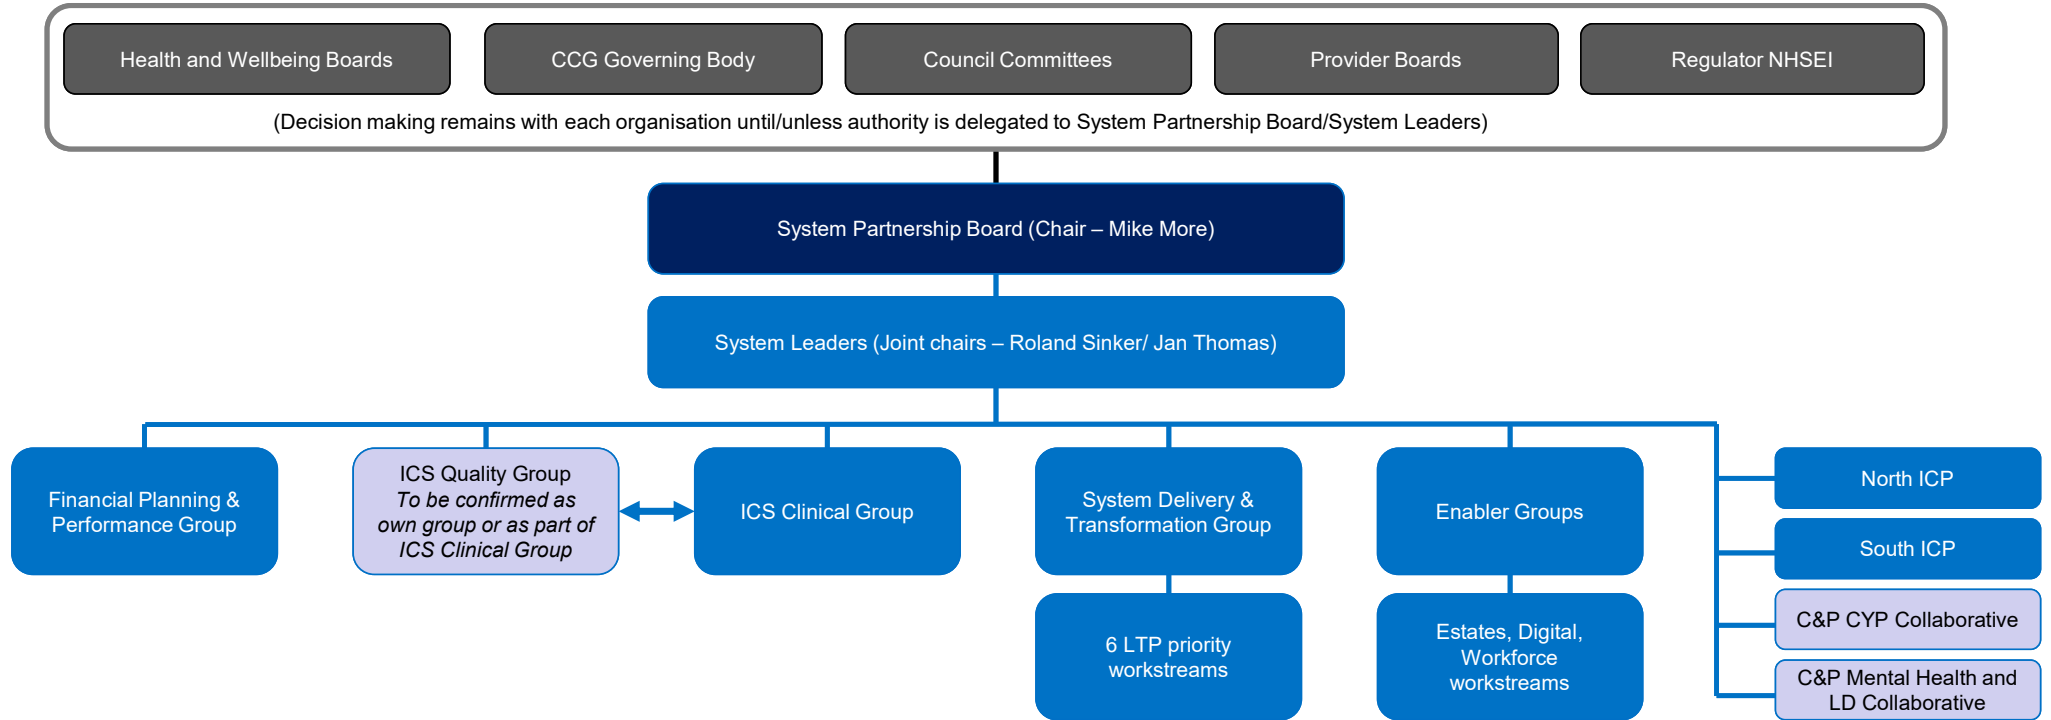 Health and Wellbeing Boards
CCG Governing Body
Council Committees
Provider Boards
Regulator NHSEI
(Decision making remains with each organisation until/unless authority is delegated to System Partnership Board/System Leaders)
System Partnership Board (Chair – Mike More)
System Leaders (Joint chairs – Roland Sinker/ Jan Thomas)
Financial Planning &
Performance Group
ICS Quality Group
To be confirmed as
own group or as part of
ICS Clinical Group
ICS Clinical Group
System Delivery &
Transformation Group
6 LTP priority
workstreams
Enabler Groups
Estates, Digital,
Workforce
workstreams
North ICP
South ICP
C&P CYP Collaborative
C&P Mental Health and
LD Collaborative